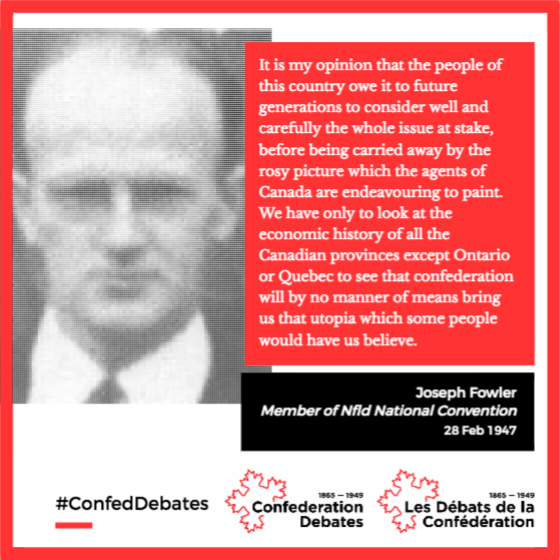 It is my opinion that the people of
this country owe it to future
generations to consider well and
carefully the whole issue at stake,
before being carried away by the
rosy picture which the agents of
Canada are endeavouring to paint.
We have only to look at the
economic history of all the
Canadian provinces except Ontario
or Quebec to see that confederation
will by no manner of means bring
us that utopia which some people
would have us believe.
Joseph Fowler
Member of Nfld National Convention
28 Feb 1947
#ConfedDebates
1865 — 1949
Confederation
Debates
1865 — 1949
Les Débats de la
Confédération